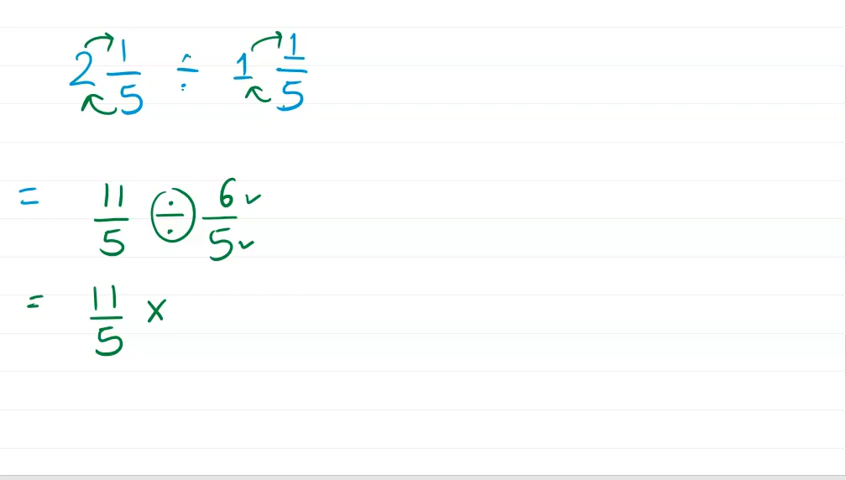 2 1/5 ÷ 1 1/5
= 11/5 ÷ 6/5
= 11/5 ×